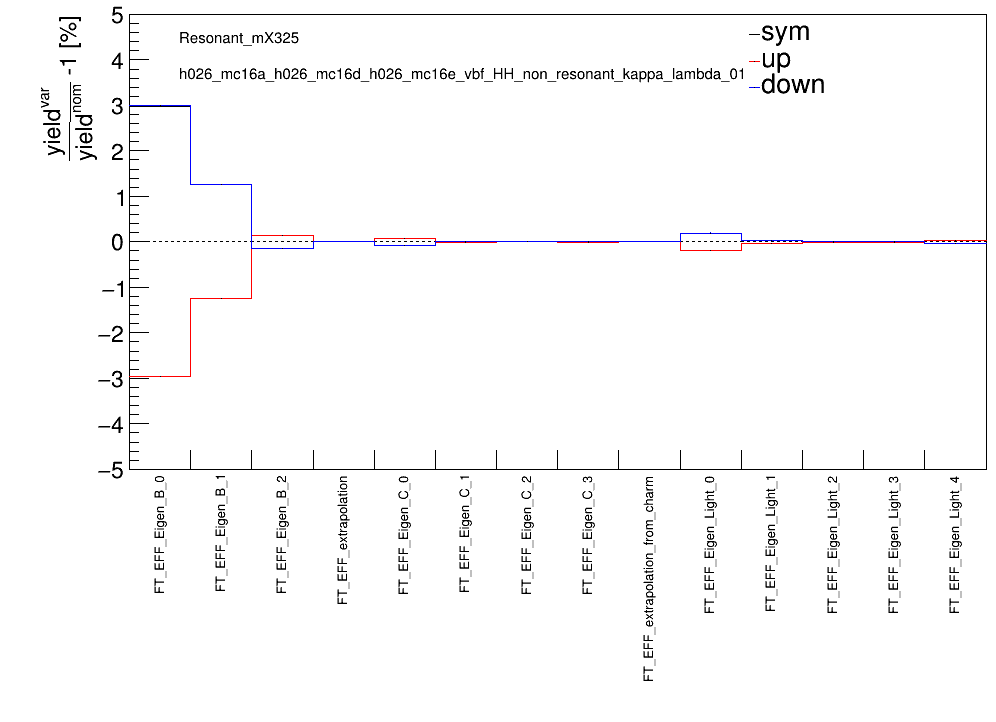 yield^var / yield^nom -1 [%]
Resonant_mX325
h026_mc16a_h026_mc16d_h026_mc16e_vbf_HH_non_resonant_kappa_lambda_01
sym
up
down
5
4
3
2
1
0
−1
−2
−3
−4
−5
FT_EFF_Eigen_B_0
FT_EFF_Eigen_B_1
FT_EFF_Eigen_B_2
FT_EFF_extrapolation
FT_EFF_Eigen_C_0
FT_EFF_Eigen_C_1
FT_EFF_Eigen_C_2
FT_EFF_Eigen_C_3
FT_EFF_extrapolation_from_charm
FT_EFF_Eigen_Light_0
FT_EFF_Eigen_Light_1
FT_EFF_Eigen_Light_2
FT_EFF_Eigen_Light_3
FT_EFF_Eigen_Light_4